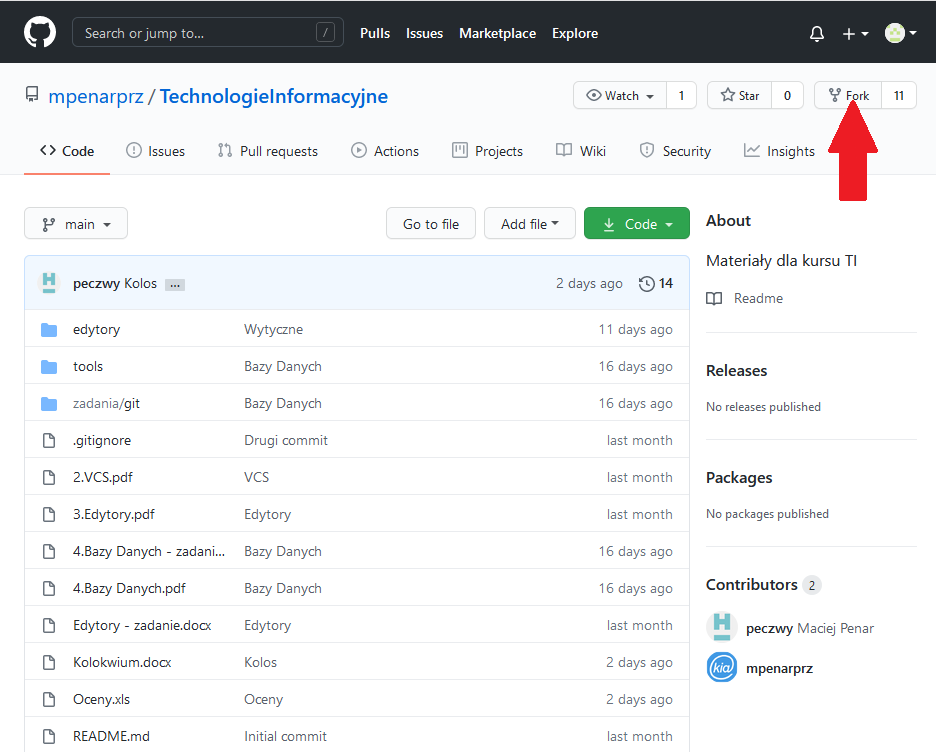 Search or jump to... / Pulls Issues Marketplace Explore
mpenarprz / TechnologieInformacyjne Watch 1 Star 0 Fork 11
Code Issues Pull requests Actions Projects Wiki Security Insights
main Go to file Add file Code About
Materiały dla kursu TI
peczwy Kolos ... 2 days ago 14 Readme
edytory Wytyczne 11 days ago
tools Bazy Danych 16 days ago Releases
zadania/git Bazy Danych 16 days ago No releases published
.gitignore Drugi commit last month
2.VCS.pdf VCS last month Packages
3.Edytory.pdf Edytory last month No packages published
4.Bazy Danych - zadani... Bazy Danych 16 days ago
4.Bazy Danych.pdf Bazy Danych 16 days ago Contributors 2
Edytory - zadanie.docx Edytory last month peczwy Maciej Penar
Kolokwium.docx Kolos 2 days ago kia mpenarprz
Oceny.xls Oceny 2 days ago
README.md Initial commit last month